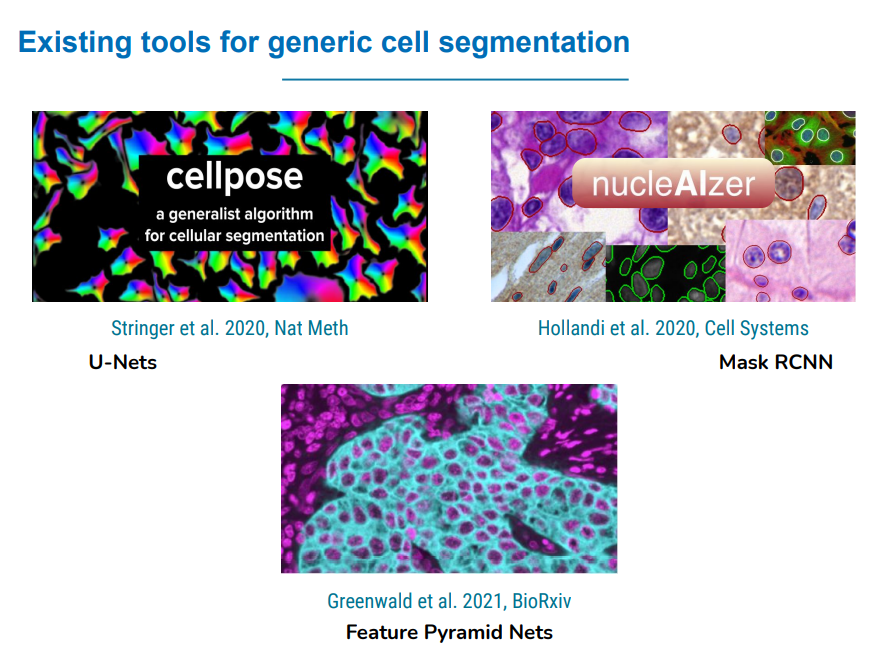 Existing tools for generic cell segmentation
cellpose
a generalist algorithm
for cellular segmentation
nucleAIzer
Stringer et al. 2020, Nat Meth
Hollandi et al. 2020, Cell Systems
U-Nets
Mask RCNN
Greenwald et al. 2021, BioRxiv
Feature Pyramid Nets